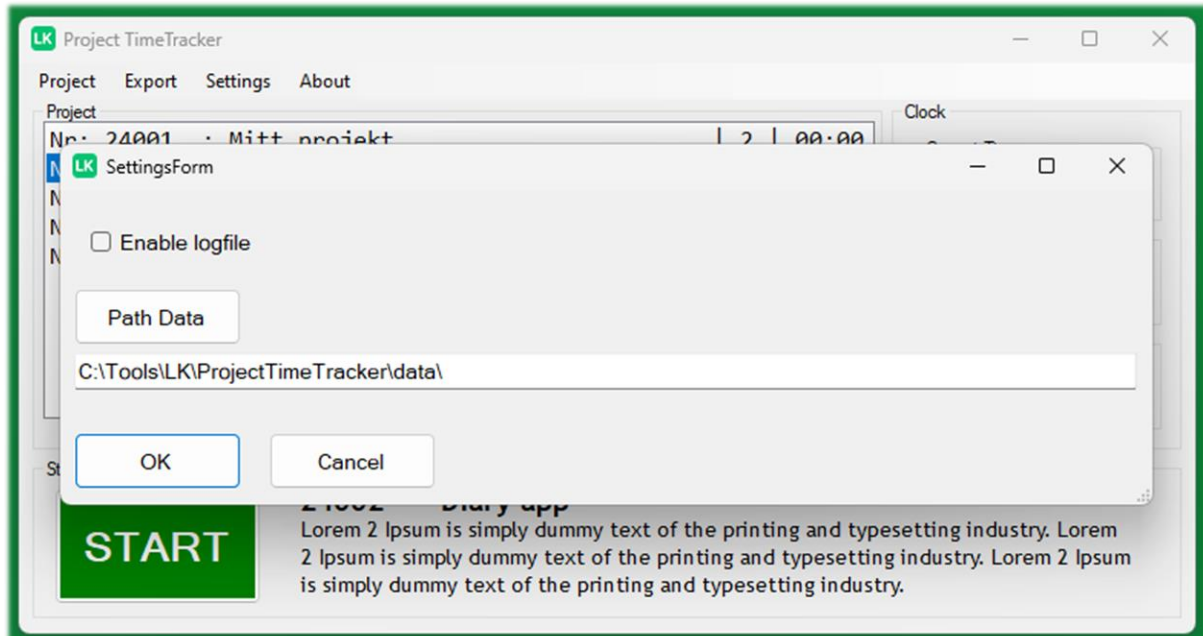 LK Project TimeTracker
Project Export Settings About
Project
Clock
Nr: 24001 : Mitt projekt | 2 | 00:00
N
N
N
N
LK SettingsForm
Enable logfile
Path Data
C:\Tools\LK\ProjectTimeTracker\data\
OK Cancel
St
24002 Diary app
START
Lorem 2 Ipsum is simply dummy text of the printing and typesetting industry. Lorem
2 Ipsum is simply dummy text of the printing and typesetting industry. Lorem 2 Ipsum
is simply dummy text of the printing and typesetting industry.